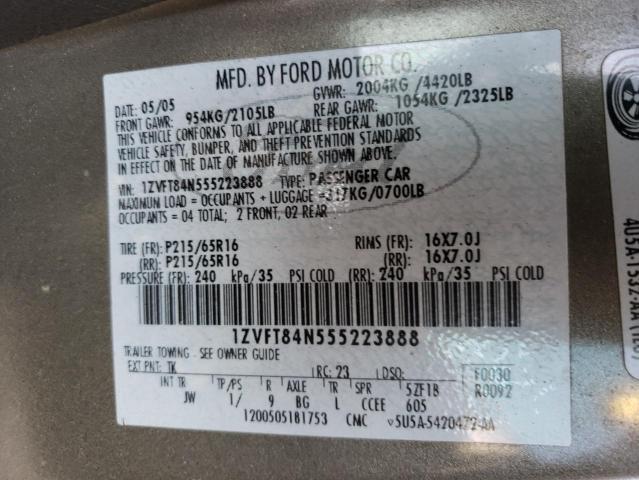 MFD. BY FORD MOTOR CO.
DATE: 05/05 GVWR: 2004KG /4420LB
FRONT GAWR: 954KG/2105LB REAR GAWR: 1054KG /2325LB
THIS VEHICLE CONFORMS TO ALL APPLICABLE FEDERAL MOTOR
VEHICLE SAFETY, BUMPER, AND THEFT PREVENTION STANDARDS
IN EFFECT ON THE DATE OF MANUFACTURE SHOWN ABOVE.
VIN: 1ZVFT84N555223888 TYPE: PASSENGER CAR
MAXIMUM LOAD = OCCUPANTS + LUGGAGE =317KG/0700LB
OCCUPANTS: 04 TOTAL; 2 FRONT, 02 REAR
TIRE (FR): P215/65R16 RIMS (FR): 16X7.0J
(RR): P215/65R16 (RR): 16X7.0J
PRESSURE (FR): 240 kPa/35 PSI COLD (RR): 240 kPa/35 PSI COLD
1ZVFT84N555223888
TRAILER TOWING - SEE OWNER GUIDE
EXT PNT: TK RC: 23 DSO: F0030
INT TR TP/PS R AXLE TR SPR 5ZF1B R0092
JW 1/ 9 BG L CCEE 605
1200505181753 CMC v5U5A-5420472-AA
4U5A-1532-AA